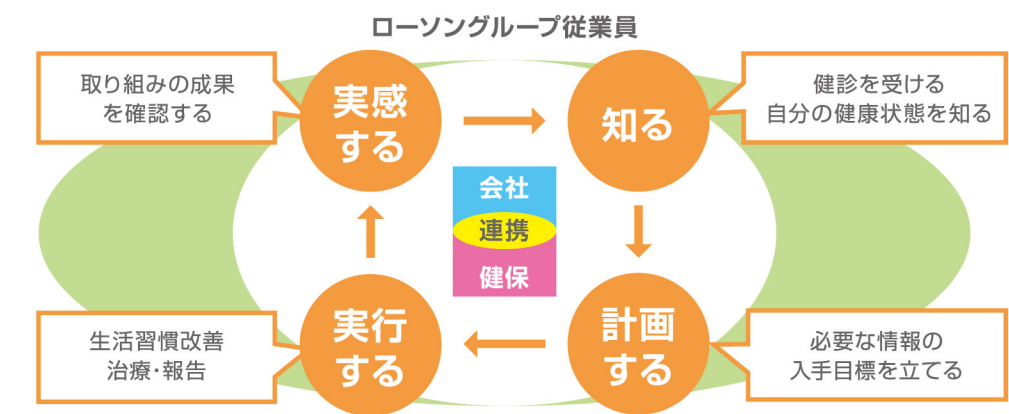 ローソングループ従業員
取り組みの成果
を確認する
実感
する
知る
健診を受ける
自分の健康状態を知る
会社
連携
健保
生活習慣改善
治療・報告
実行
する
計画
する
必要な情報の
入手目標を立てる